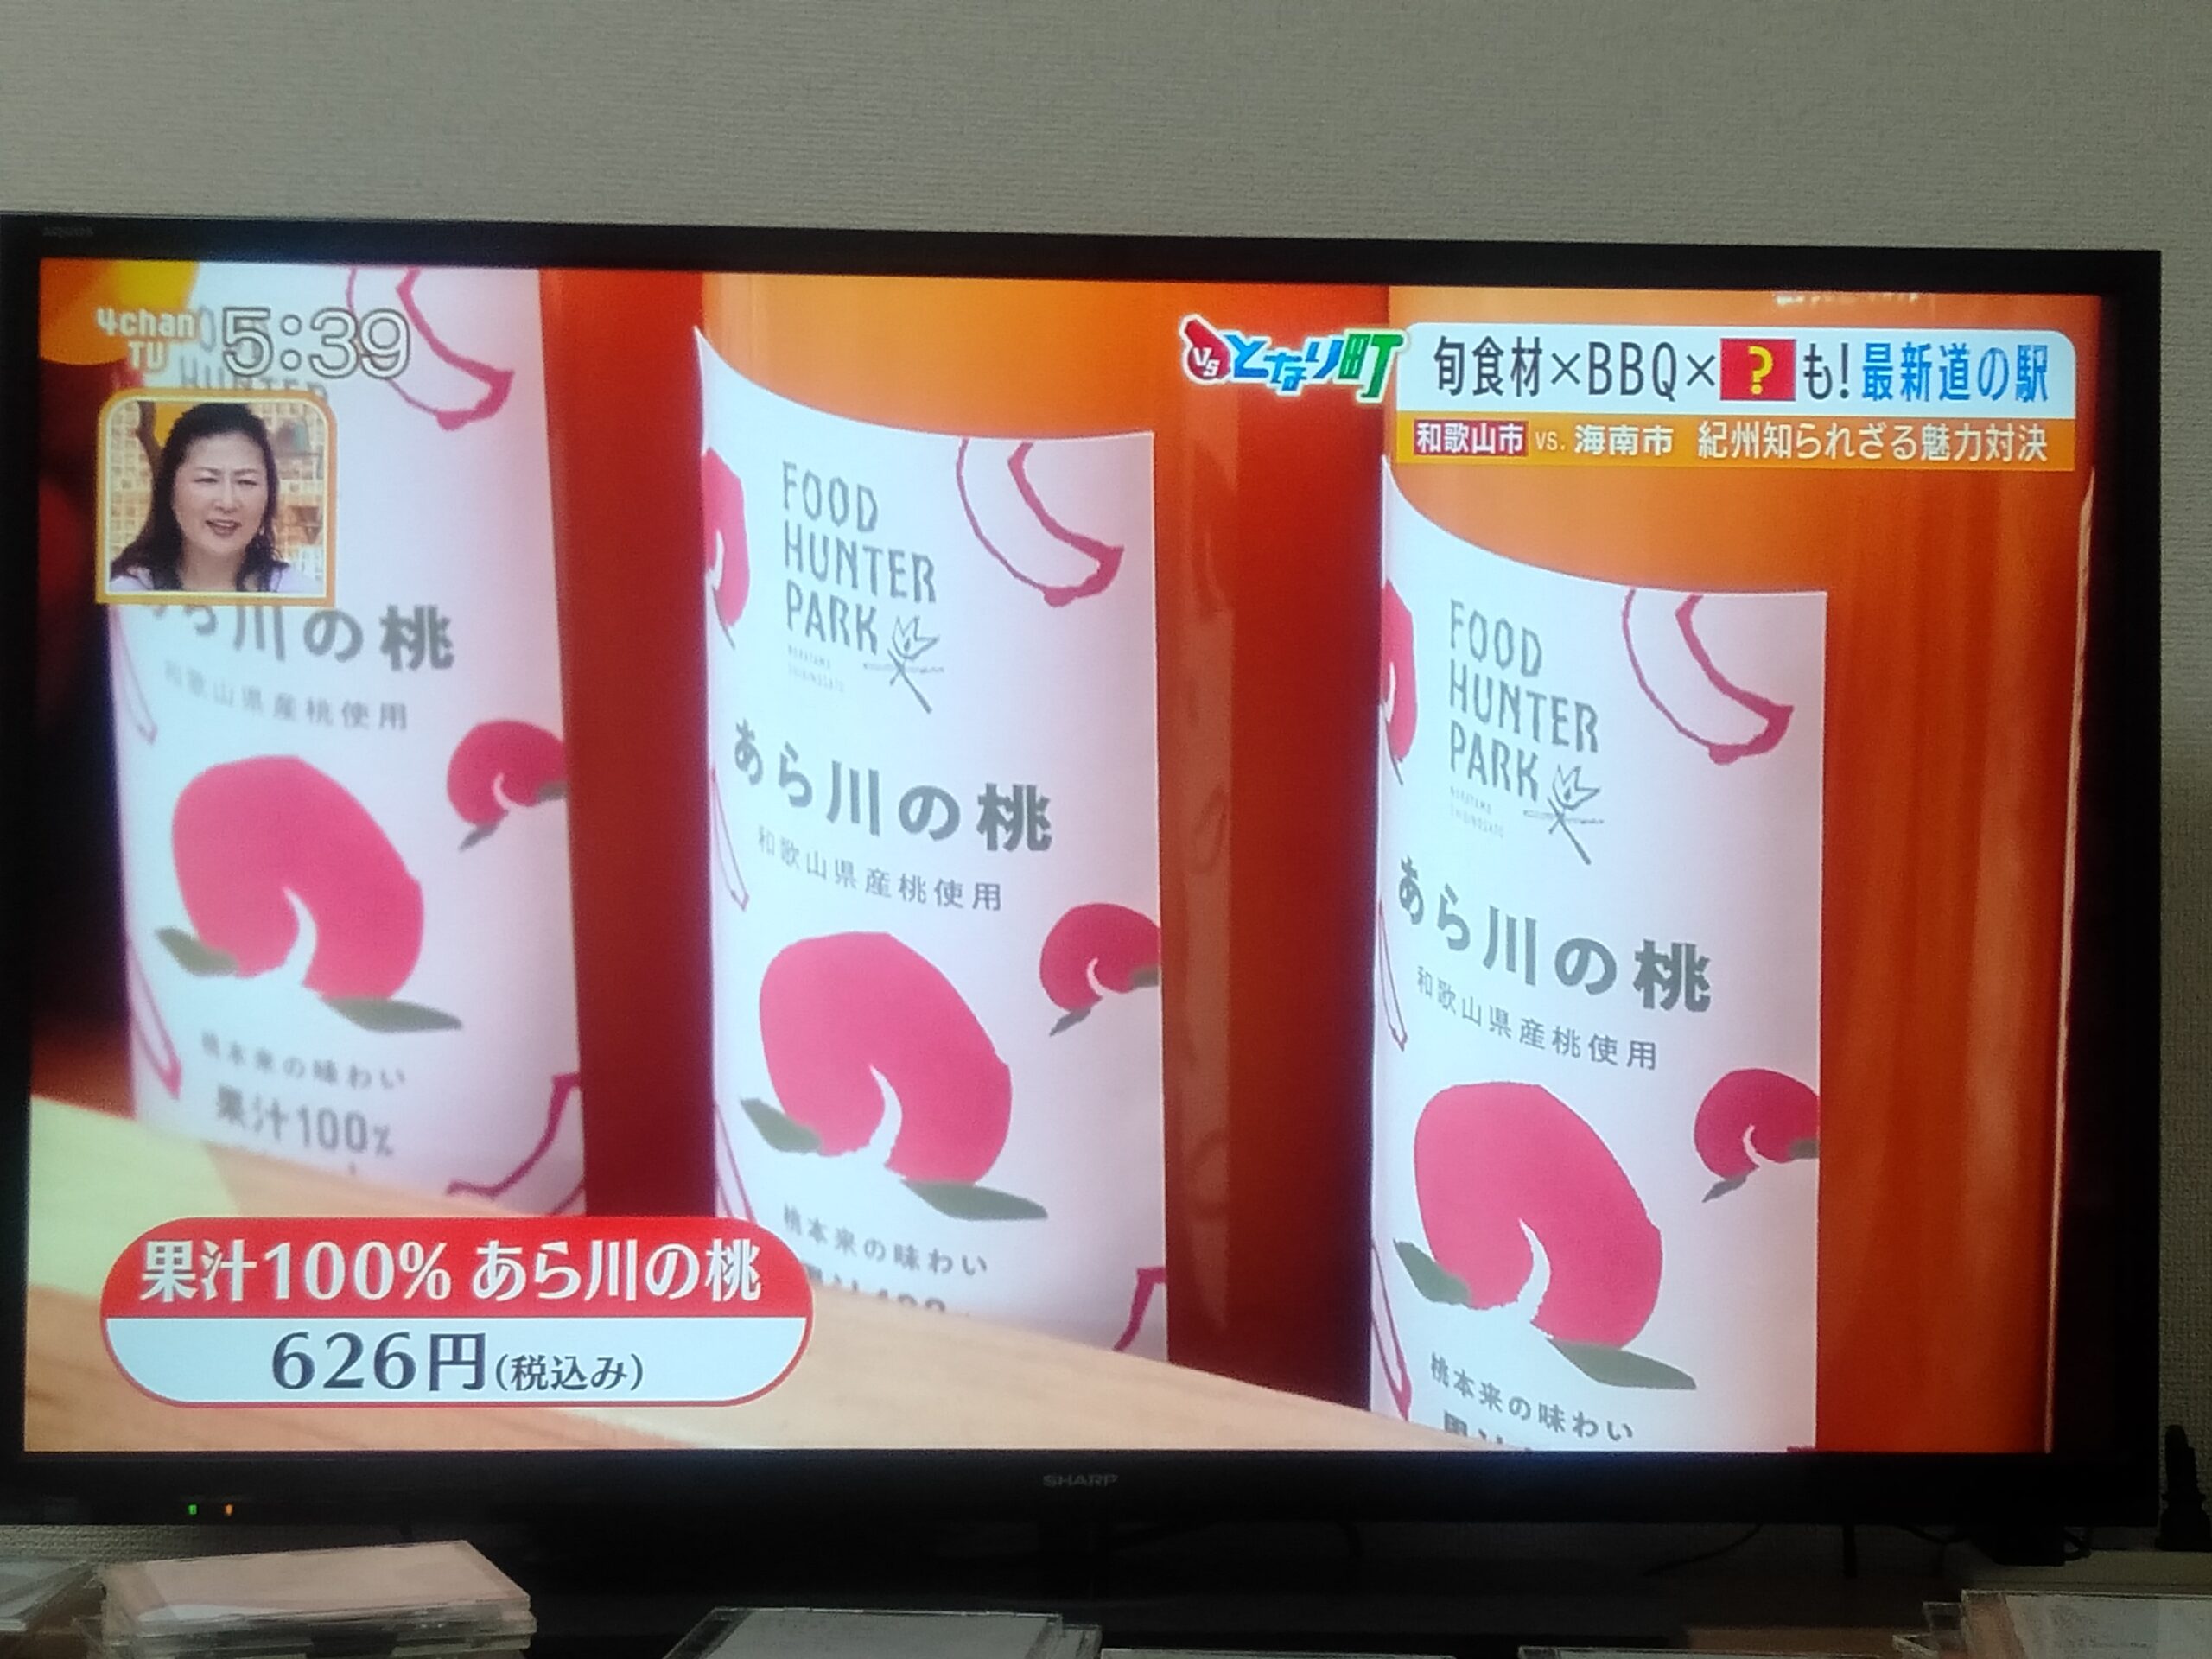 AQUOS
4chan
TV
5:39
VSとなり町
旬食材×BBQ×?も!最新道の駅
和歌山市 vs. 海南市 紀州知られざる魅力対決
HUNTER
あら川の桃
和歌山県産桃使用
桃本来の味わい
果汁100%
FOOD
HUNTER
PARK
あら川の桃
和歌山県産桃使用
桃本来の味わい
FOOD
HUNTER
PARK
あら川の桃
和歌山県産桃使用
桃本来の味わい
果汁100% あら川の桃
626円(税込み)
SHARP